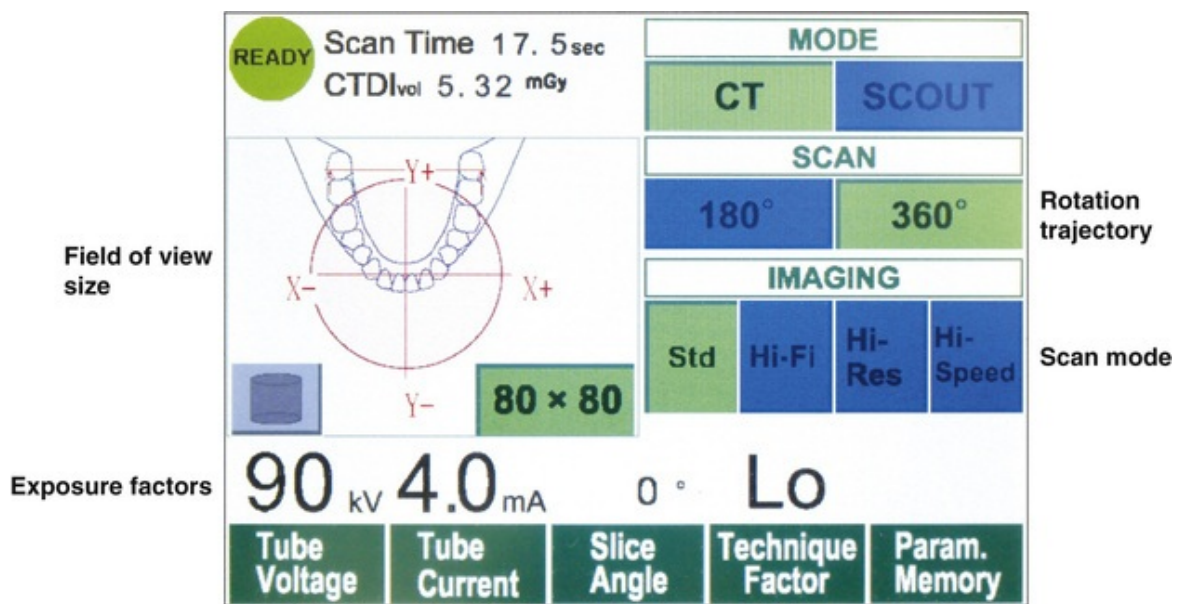 READY
Scan Time 17.5sec
CTDIvol 5.32 mGy
MODE
CT
SCOUT
SCAN
180°
360°
Rotation
trajectory
Field of view
size
Y+
X-
X+
Y-
80 × 80
IMAGING
Std
Hi-Fi
Hi-
Res
Hi-
Speed
Scan mode
Exposure factors
90 kV 4.0 mA 0 ° Lo
Tube
Voltage
Tube
Current
Slice
Angle
Technique
Factor
Param.
Memory